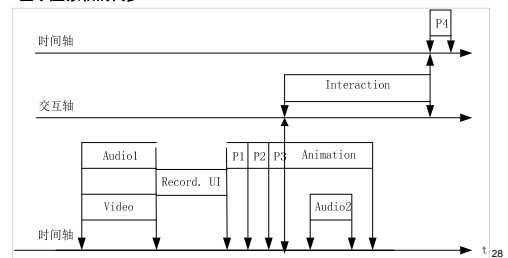 P4
时间轴
Interaction
交互轴
Audio1
P1
P2
P3
Animation
Record. UI
Video
Audio2
时间轴
t
28